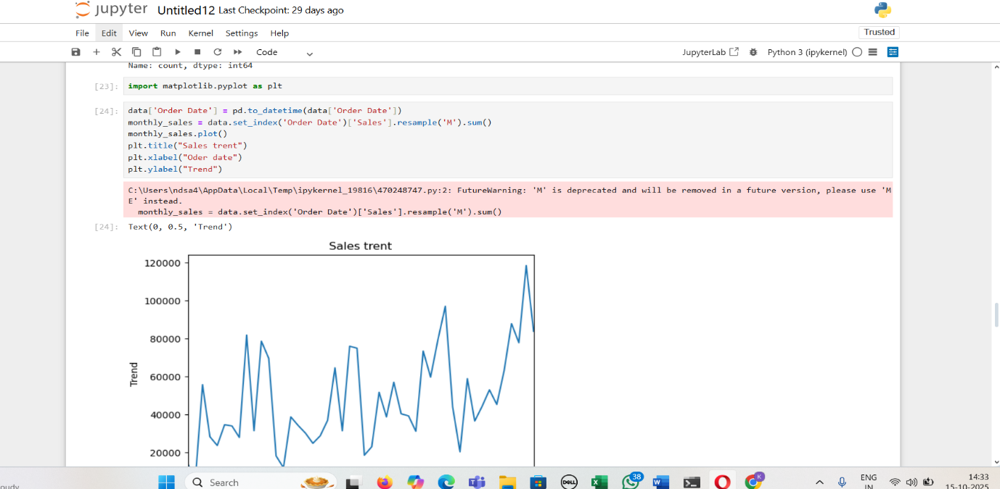 jupyter Untitled12 Last Checkpoint: 29 days ago
File Edit View Run Kernel Settings Help Trusted
Code JupyterLab Python 3 (ipykernel)
Name: count, dtype: int64
[23]: import matplotlib.pyplot as plt
[24]: data['Order Date'] = pd.to_datetime(data['Order Date'])
monthly_sales = data.set_index('Order Date')['Sales'].resample('M').sum()
monthly_sales.plot()
plt.title("Sales trent")
plt.xlabel("Oder date")
plt.ylabel("Trend")
C:\Users\ndsa4\AppData\Local\Temp\ipykernel_19816\470248747.py:2: FutureWarning: 'M' is deprecated and will be removed in a future version, please use 'M
E' instead.
monthly_sales = data.set_index('Order Date')['Sales'].resample('M').sum()
[24]: Text(0, 0.5, 'Trend')
Sales trent
120000
100000
80000
60000
40000
20000
Trend
Search
DELL
38
K
ENG
IN
14:33
15-10-2025